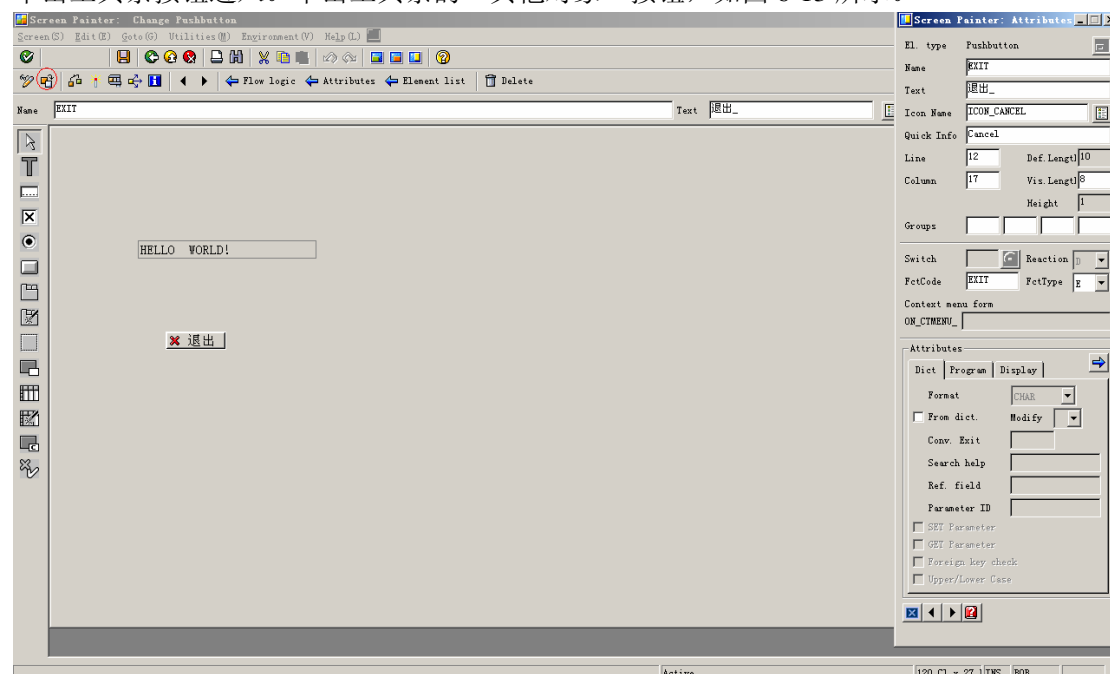 Screen Painter: Change Pushbutton
Screen(S) Edit(E) Goto(G) Utilities(M) Environment(V) Help(L)
Flow logic Attributes Element list Delete
Name EXIT Text 退出_
HELLO WORLD!
退出
Active
INS
Screen Painter: Attributes
El. type Pushbutton
Name EXIT
Text 退出_
Icon Name ICON_CANCEL
Quick Info Cancel
Line 12 Def.Lengtl 10
Column 17 Vis.Lengtl 8
Height 1
Groups
Switch Reaction D
FctCode EXIT FctType E
Context menu form
ON_CTMENU_
Attributes
Dict Program Display
Format CHAR
From dict. Modify
Conv. Exit
Search help
Ref. field
Parameter ID
SET Parameter
GET Parameter
Foreign key check
Upper/Lower Case